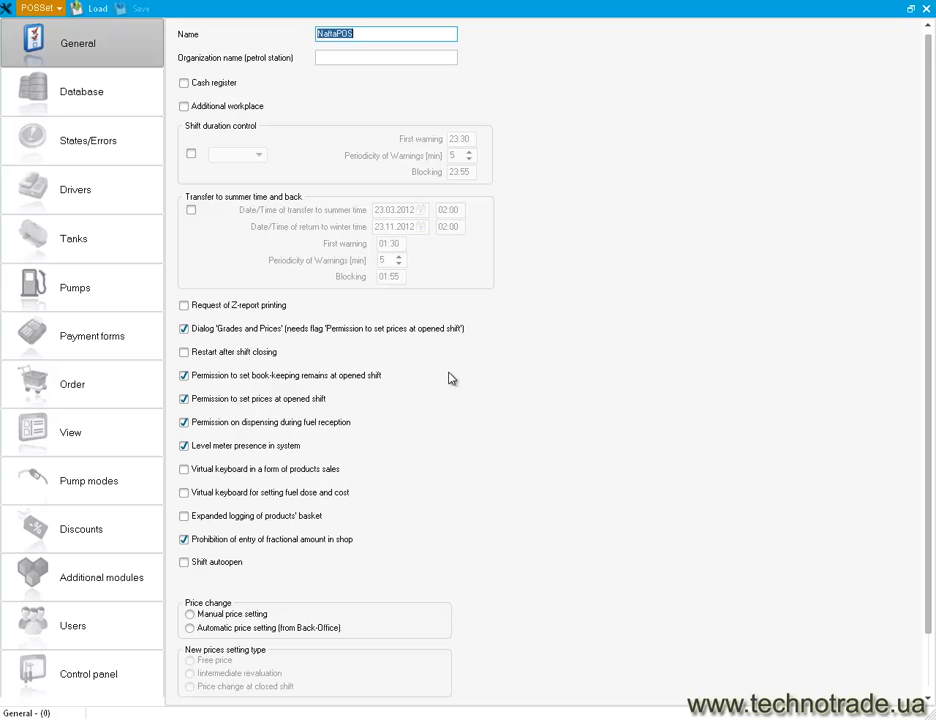 POSSet Load Save
General
Database
States/Errors
Drivers
Tanks
Pumps
Payment forms
Order
View
Pump modes
Discounts
Additional modules
Users
Control panel
Name NaftaPOS
Organization name (petrol station)
Cash register
Additional workplace
Shift duration control
First warning 23:30
Periodicity of Warnings [min] 5
Blocking 23:55
Transfer to summer time and back
Date/Time of transfer to summer time 23.03.2012 02:00
Date/Time of return to winter time 23.11.2012 02:00
First warning 01:30
Periodicity of Warnings [min] 5
Blocking 01:55
Request of Z-report printing
Dialog 'Grades and Prices' (needs flag 'Permission to set prices at opened shift')
Restart after shift closing
Permission to set book-keeping remains at opened shift
Permission to set prices at opened shift
Permission on dispensing during fuel reception
Level meter presence in system
Virtual keyboard in a form of products sales
Virtual keyboard for setting fuel dose and cost
Expanded logging of products' basket
Prohibition of entry of fractional amount in shop
Shift autoopen
Price change
Manual price setting
Automatic price setting (from Back-Office)
New prices setting type
Free price
Iintermediate revaluation
Price change at closed shift
General - (0)
www.technotrade.ua